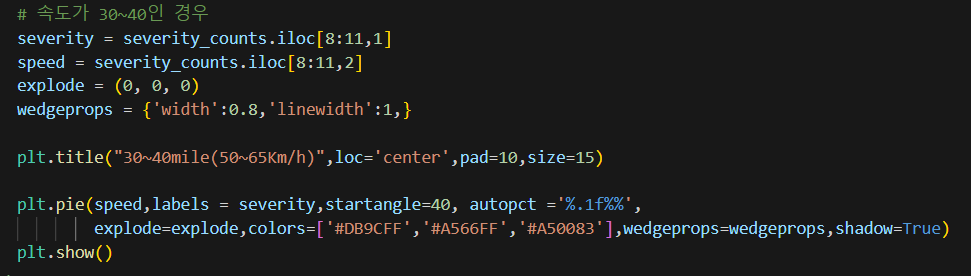 # 속도가 30~40인 경우
severity = severity_counts.iloc[8:11,1]
speed = severity_counts.iloc[8:11,2]
explode = (0, 0, 0)
wedgeprops = {'width':0.8,'linewidth':1,}
plt.title("30~40mile(50~65Km/h)",loc='center',pad=10,size=15)
plt.pie(speed,labels = severity,startangle=40, autopct ='%.1f%%',
explode=explode,colors=['#DB9CFF','#A566FF','#A50083'],wedgeprops=wedgeprops,shadow=True)
plt.show()